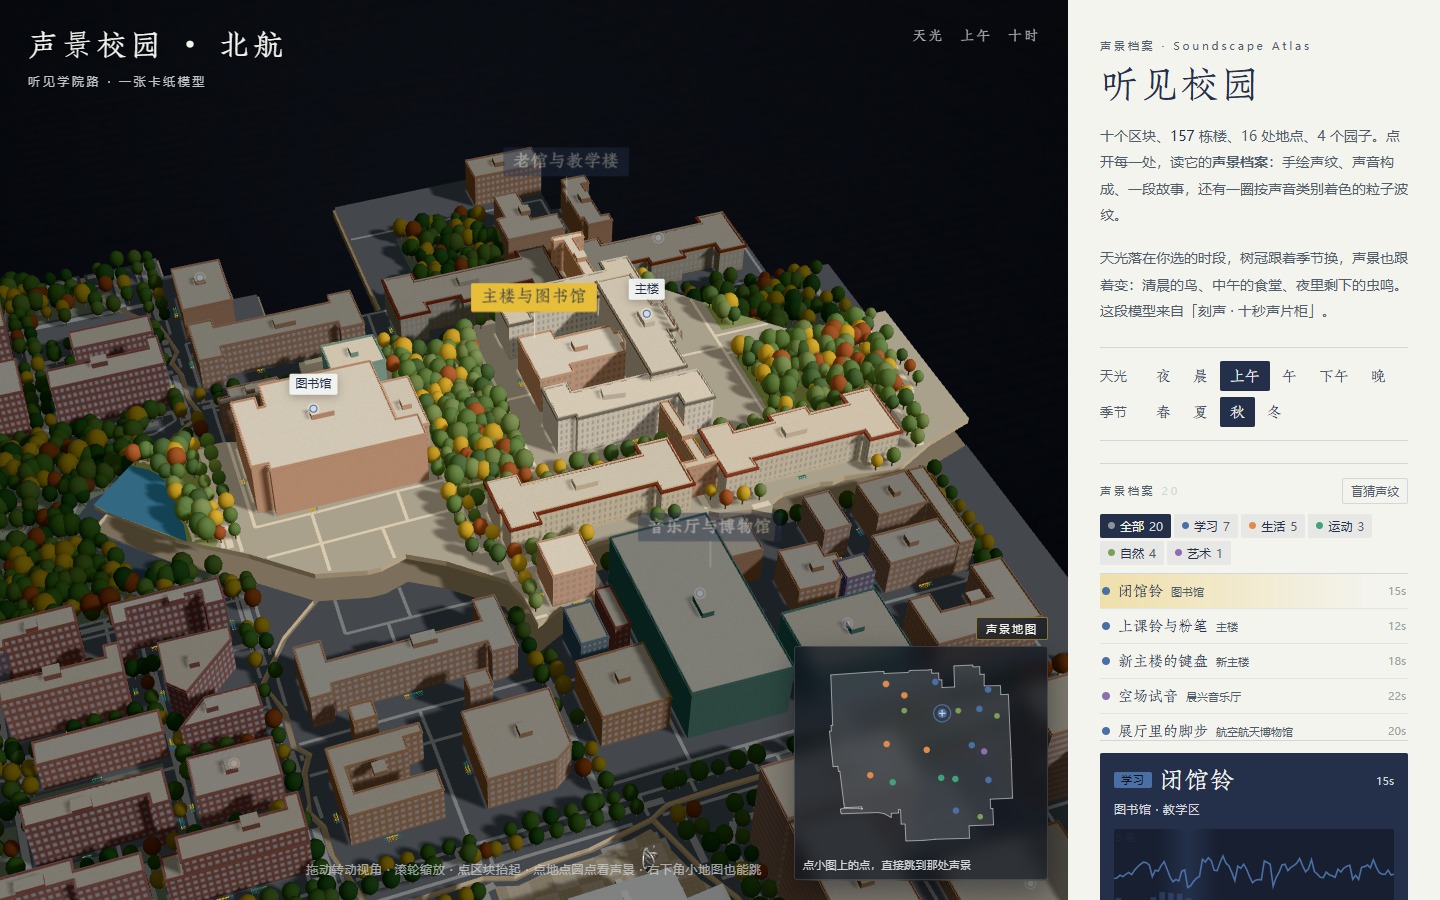 声景校园 · 北航
听见学院路 · 一张卡纸模型
天光 上午 十时
老馆与教学楼
主楼与图书馆
主楼
图书馆
音乐厅与博物馆
声景地图
点小图上的点，直接跳到那处声景
拖动转动视角 · 滚轮缩放 · 点区块抬起 · 点地点圆点看声景 · 右下角小地图也能跳
声景档案 · Soundscape Atlas
听见校园
十个区块、157 栋楼、16 处地点、4 个园子。点
开每一处，读它的声景档案：手绘声纹、声音构
成、一段故事，还有一圈按声音类别着色的粒子波
纹。
天光落在你选的时段，树冠跟着季节换，声景也跟
着变：清晨的鸟、中午的食堂、夜里剩下的虫鸣。
这段模型来自「刻声 · 十秒声片柜」。
天光 夜 晨 上午 午 下午 晚
季节 春 夏 秋 冬
声景档案 20 盲猜声纹
全部 20 学习 7 生活 5 运动 3
自然 4 艺术 1
闭馆铃 图书馆 15s
上课铃与粉笔 主楼 12s
新主楼的键盘 新主楼 18s
空场试音 晨兴音乐厅 22s
展厅里的脚步 航空航天博物馆 20s
学习 闭馆铃 15s
图书馆 · 教学区